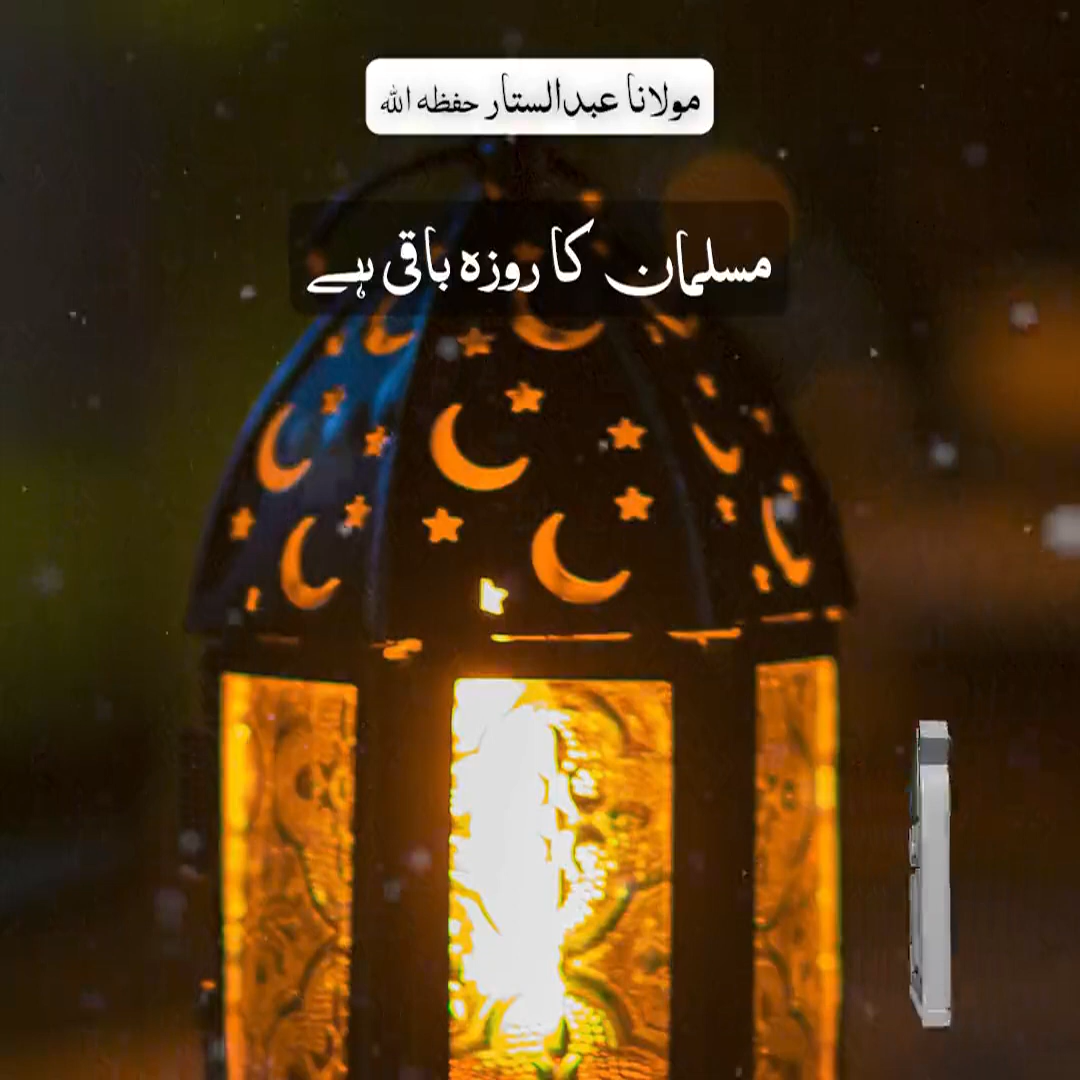 مولانا عبدالستار حفظہ اللہ
مسلمان کا روزہ باقی ہے